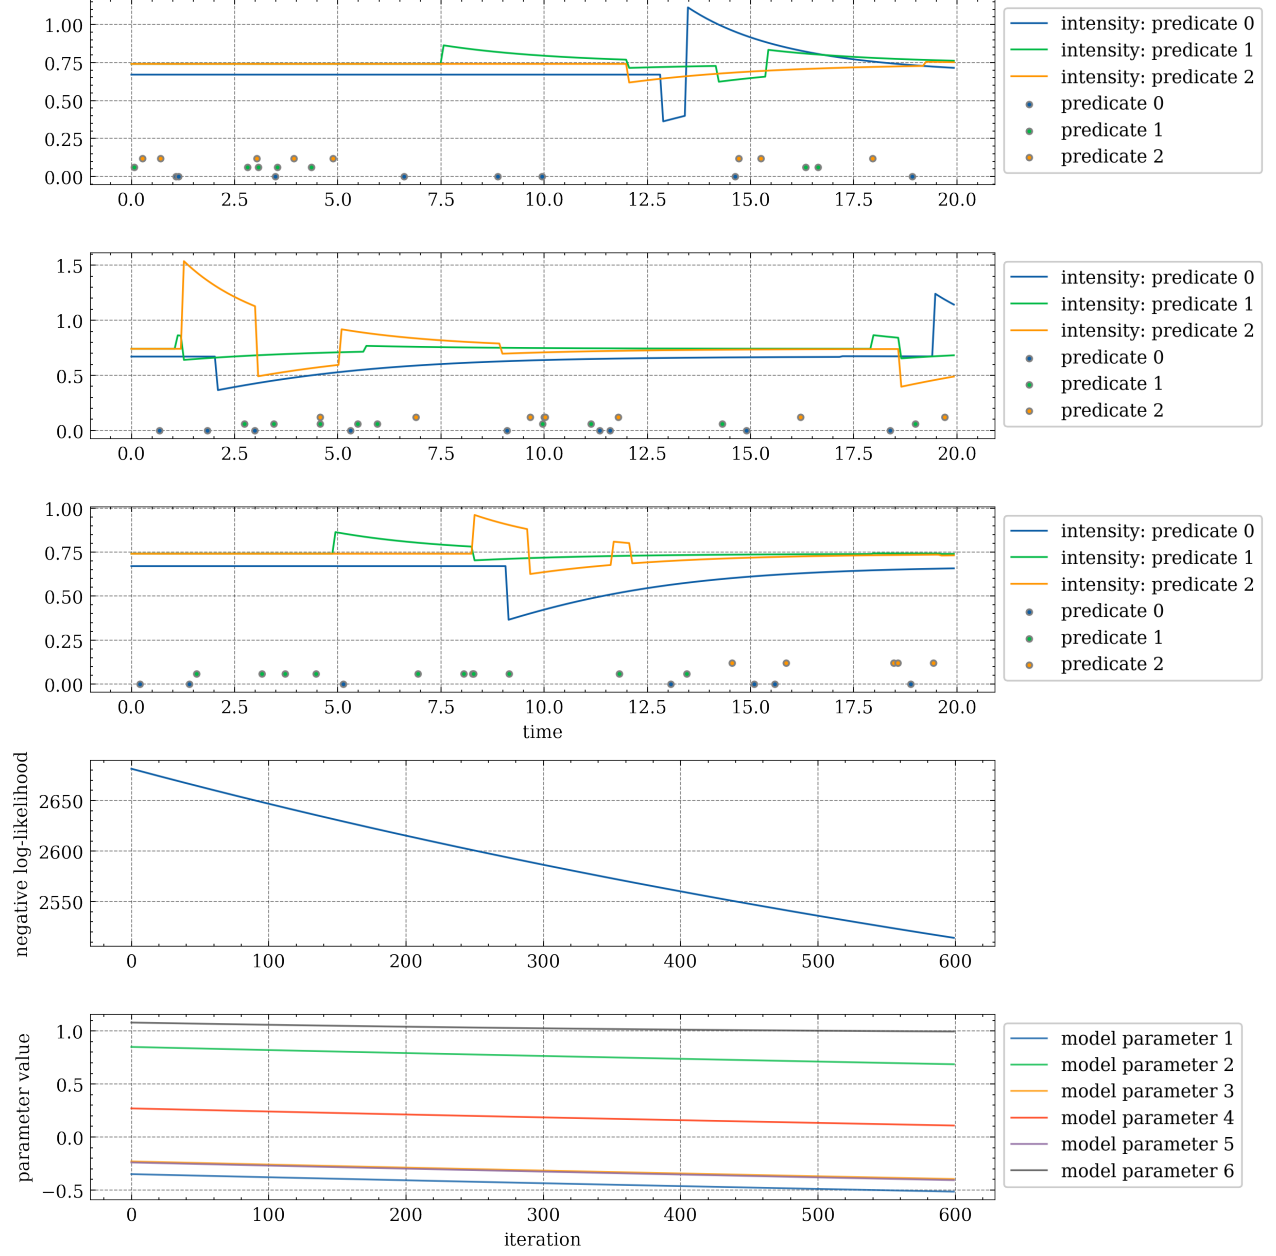 1.00
0.75
0.50
0.25
0.00
0.0 2.5 5.0 7.5 10.0 12.5 15.0 17.5 20.0
intensity: predicate 0
intensity: predicate 1
intensity: predicate 2
predicate 0
predicate 1
predicate 2
1.5
1.0
0.5
0.0
0.0 2.5 5.0 7.5 10.0 12.5 15.0 17.5 20.0
intensity: predicate 0
intensity: predicate 1
intensity: predicate 2
predicate 0
predicate 1
predicate 2
1.00
0.75
0.50
0.25
0.00
0.0 2.5 5.0 7.5 10.0 12.5 15.0 17.5 20.0
time
intensity: predicate 0
intensity: predicate 1
intensity: predicate 2
predicate 0
predicate 1
predicate 2
negative log-likelihood
2650
2600
2550
0 100 200 300 400 500 600
parameter value
1.0
0.5
0.0
−0.5
0 100 200 300 400 500 600
iteration
model parameter 1
model parameter 2
model parameter 3
model parameter 4
model parameter 5
model parameter 6